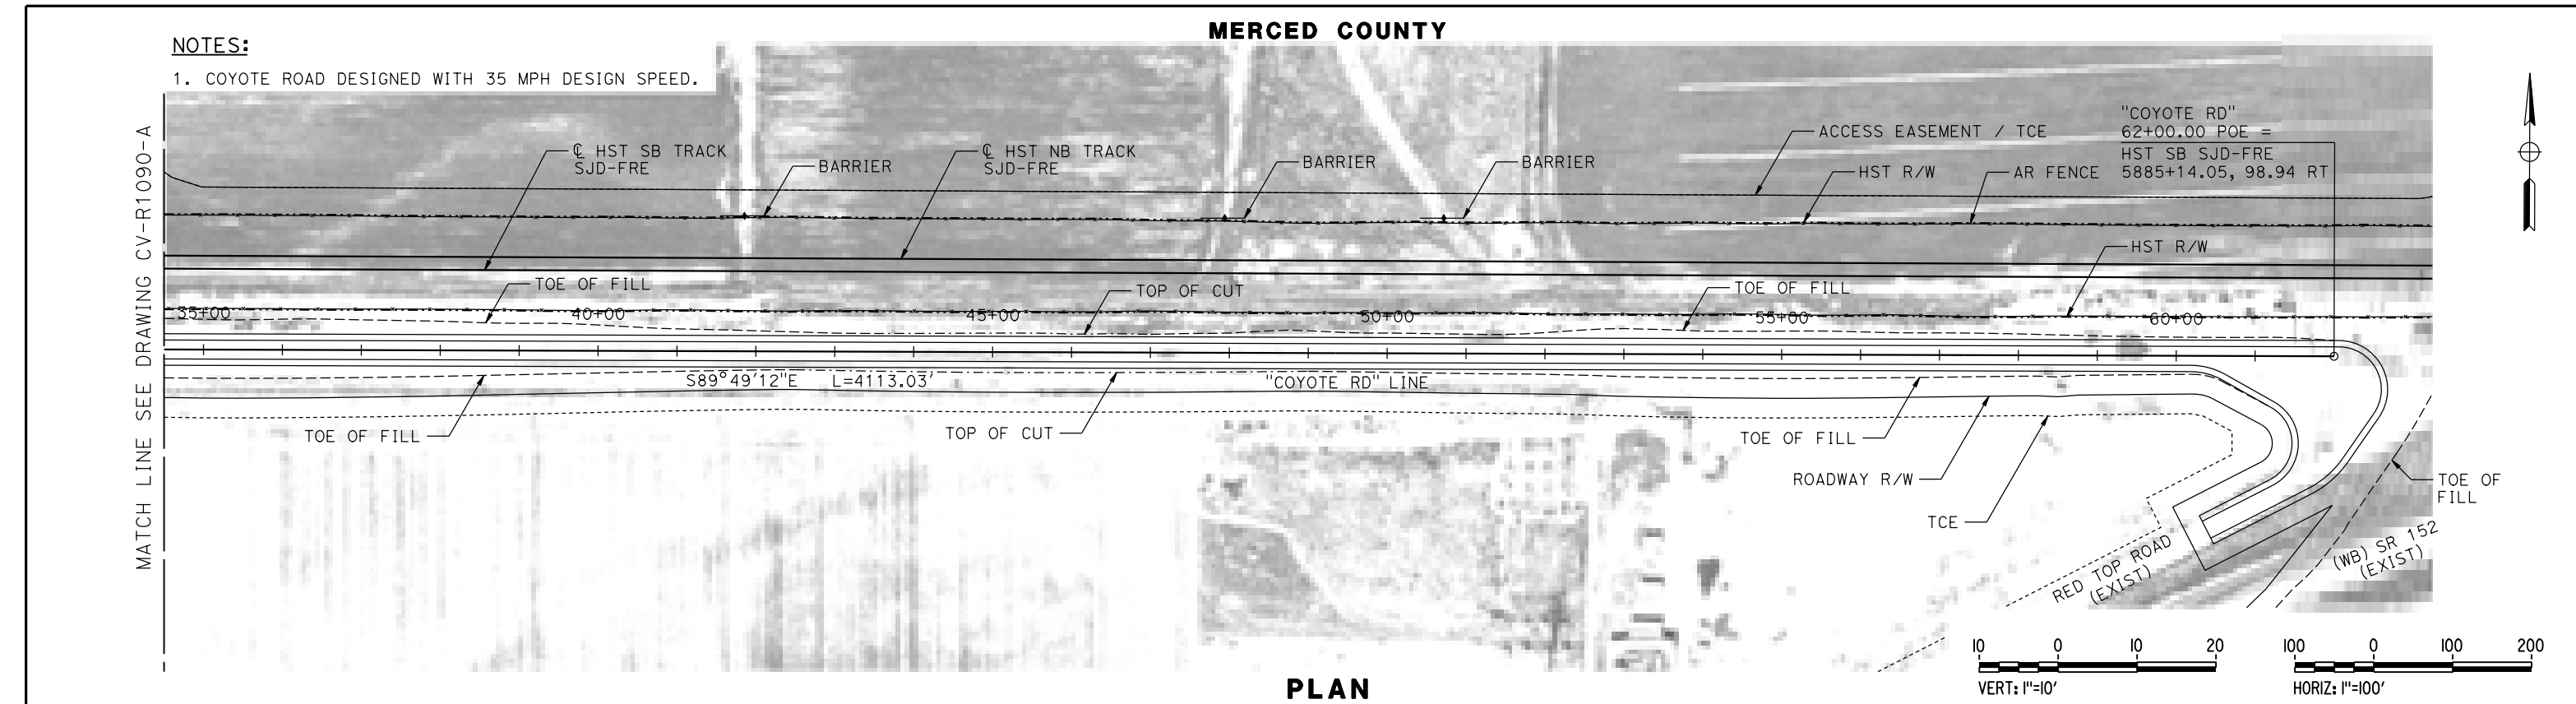 MERCED COUNTY
NOTES:
1. COYOTE ROAD DESIGNED WITH 35 MPH DESIGN SPEED.
MATCH LINE SEE DRAWING CV-R1090-A
℄ HST SB TRACK
SJD-FRE
BARRIER
℄ HST NB TRACK
SJD-FRE
BARRIER
BARRIER
ACCESS EASEMENT / TCE
HST R/W
AR FENCE
"COYOTE RD"
62+00.00 POE =
HST SB SJD-FRE
5885+14.05, 98.94 RT
HST R/W
TOE OF FILL
TOP OF CUT
TOE OF FILL
35+00
40+00
45+00
50+00
55+00
60+00
S89°49'12"E L=4113.03'
"COYOTE RD" LINE
TOE OF FILL
TOP OF CUT
TOE OF FILL
ROADWAY R/W
TCE
TOE OF
FILL
RED TOP ROAD
(EXIST)
(WB) SR 152
(EXIST)
10 0 10 20
VERT: 1"=10'
100 0 100 200
HORIZ: 1"=100'
PLAN